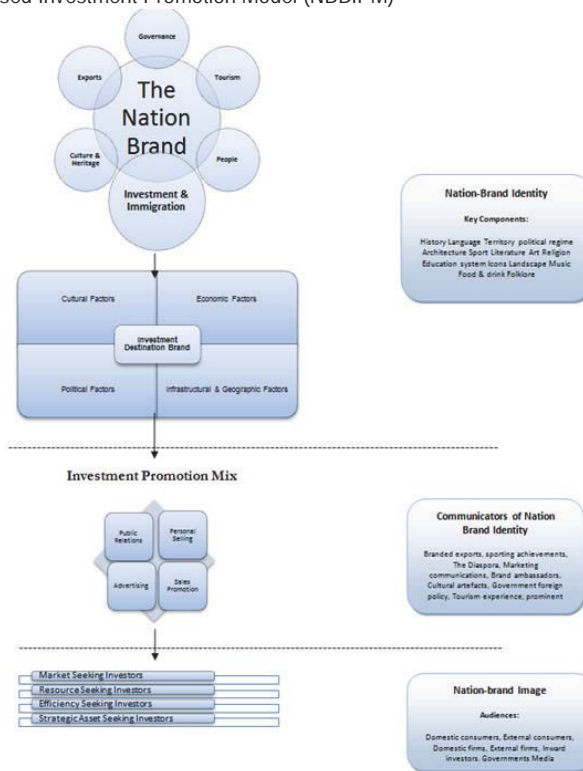 sed Investment Promotion Model (NDBIPM)
Governance
Exports
Tourism
The
Nation
Brand
Culture &
Heritage
People
Investment &
Immigration
Nation-Brand Identity
Key Components:
History Language Territory political regime
Architecture Sport Literature Art Religion
Education system Icons Landscape Music
Food & drink Folklore
Cultural Factors
Economic Factors
Investment
Destination Brand
Political Factors
Infrastructural & Geographic Factors
Investment Promotion Mix
Public
Relations
Personal
Selling
Advertising
Sales
Promotion
Communicators of Nation
Brand Identity
Branded exports, sporting achievements,
The Diaspora, Marketing
communications, Brand ambassadors,
Cultural artefacts, Government foreign
policy, Tourism experience, prominent
Market Seeking Investors
Resource Seeking Investors
Efficiency Seeking Investors
Strategic Asset Seeking Investors
Nation-brand Image
Audiences:
Domestic consumers, External consumers,
Domestic firms, External firms, Inward
investors, Governments Media